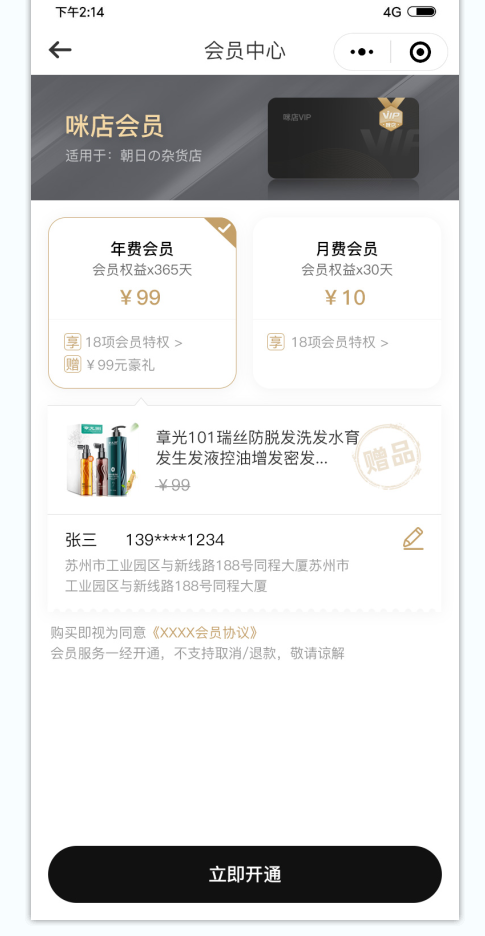 下午2:14
4G
会员中心
咪店会员
适用于：朝日の杂货店
咪店VIP
VIP
年费会员
会员权益x365天
￥99
享 18项会员特权 >
赠 ￥99元豪礼
月费会员
会员权益x30天
￥10
享 18项会员特权 >
章光101瑞丝防脱发洗发水育
发生发液控油增发密发...
￥99
赠品
张三 139****1234
苏州市工业园区与新线路188号同程大厦苏州市
工业园区与新线路188号同程大厦
购买即视为同意《XXXX会员协议》
会员服务一经开通，不支持取消/退款，敬请谅解
立即开通